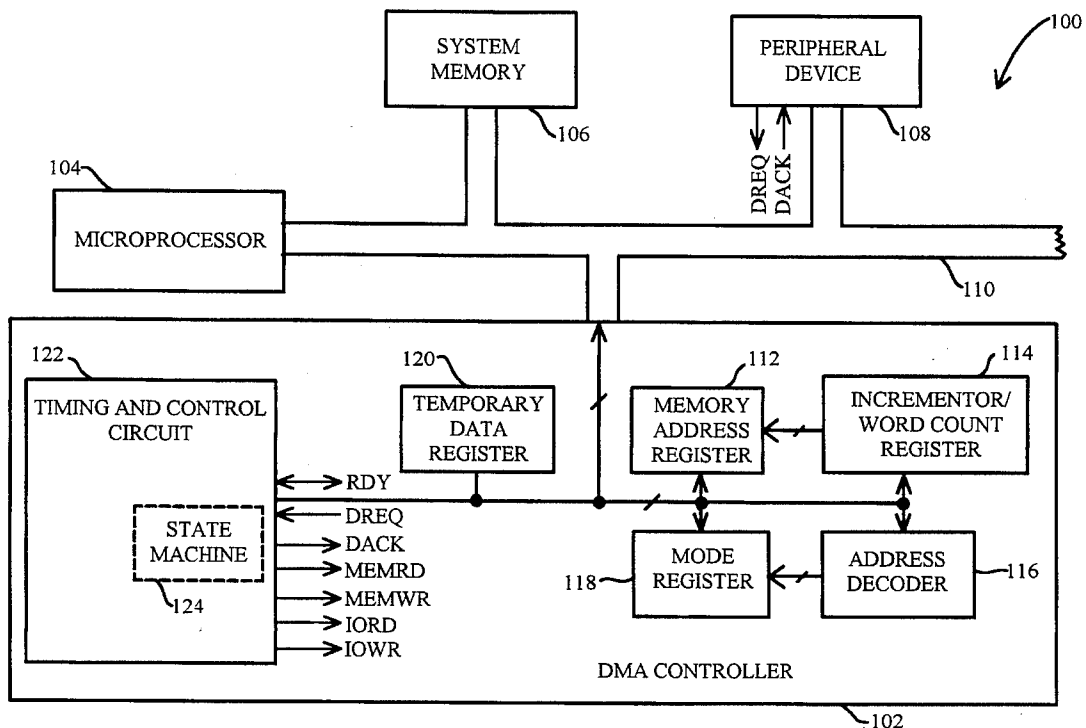 100
SYSTEM
MEMORY
106
PERIPHERAL
DEVICE
108
DREQ
DACK
104
MICROPROCESSOR
110
122
TIMING AND CONTROL
CIRCUIT
STATE
MACHINE
124
RDY
DREQ
DACK
MEMRD
MEMWR
IORD
IOWR
120
TEMPORARY
DATA
REGISTER
112
MEMORY
ADDRESS
REGISTER
114
INCREMENTOR/
WORD COUNT
REGISTER
118
MODE
REGISTER
ADDRESS
DECODER
116
DMA CONTROLLER
102